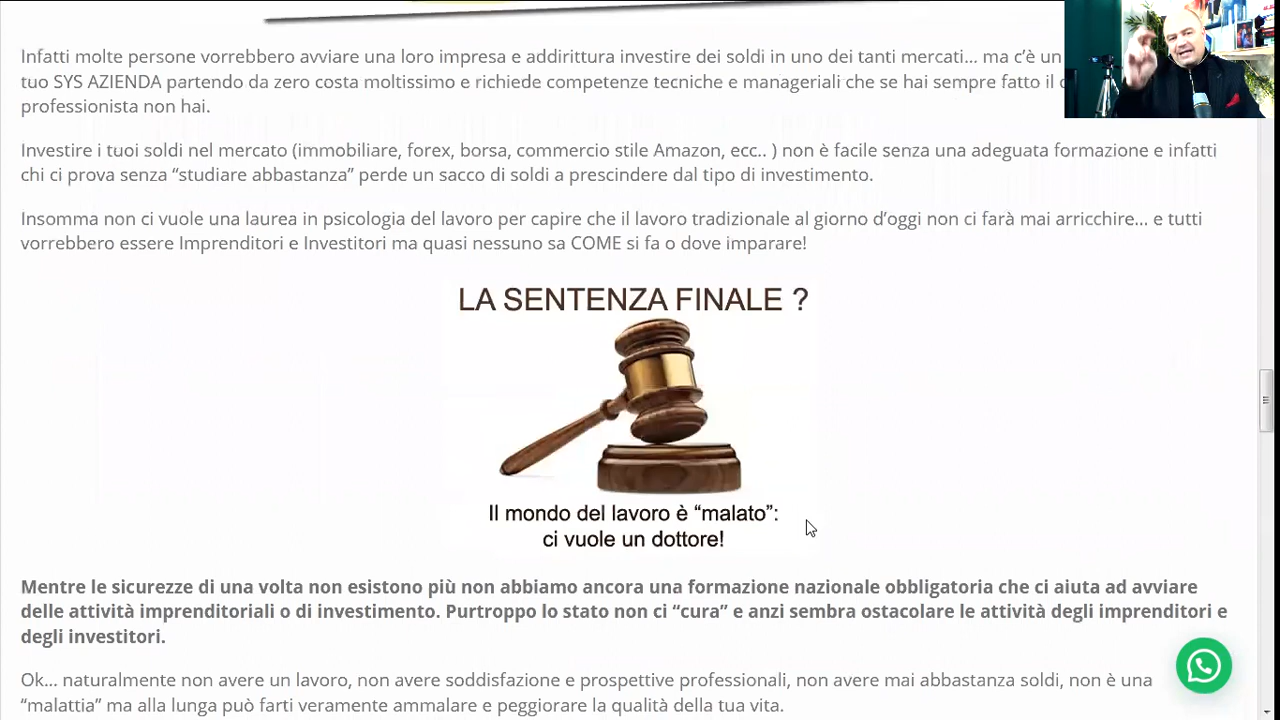 Infatti molte persone vorrebbero avviare una loro impresa e addirittura investire dei soldi in uno dei tanti mercati... ma c’è un
tuo SYS AZIENDA partendo da zero costa moltissimo e richiede competenze tecniche e manageriali che se hai sempre fatto il
professionista non hai.
Investire i tuoi soldi nel mercato (immobiliare, forex, borsa, commercio stile Amazon, ecc.. ) non è facile senza una adeguata formazione e infatti
chi ci prova senza “studiare abbastanza” perde un sacco di soldi a prescindere dal tipo di investimento.
Insomma non ci vuole una laurea in psicologia del lavoro per capire che il lavoro tradizionale al giorno d’oggi non ci farà mai arricchire... e tutti
vorrebbero essere Imprenditori e Investitori ma quasi nessuno sa COME si fa o dove imparare!
LA SENTENZA FINALE ?
Il mondo del lavoro è “malato”:
ci vuole un dottore!
Mentre le sicurezze di una volta non esistono più non abbiamo ancora una formazione nazionale obbligatoria che ci aiuta ad avviare
delle attività imprenditoriali o di investimento. Purtroppo lo stato non ci “cura” e anzi sembra ostacolare le attività degli imprenditori e
degli investitori.
Ok... naturalmente non avere un lavoro, non avere soddisfazione e prospettive professionali, non avere mai abbastanza soldi, non è una
“malattia” ma alla lunga può farti veramente ammalare e peggiorare la qualità della tua vita.